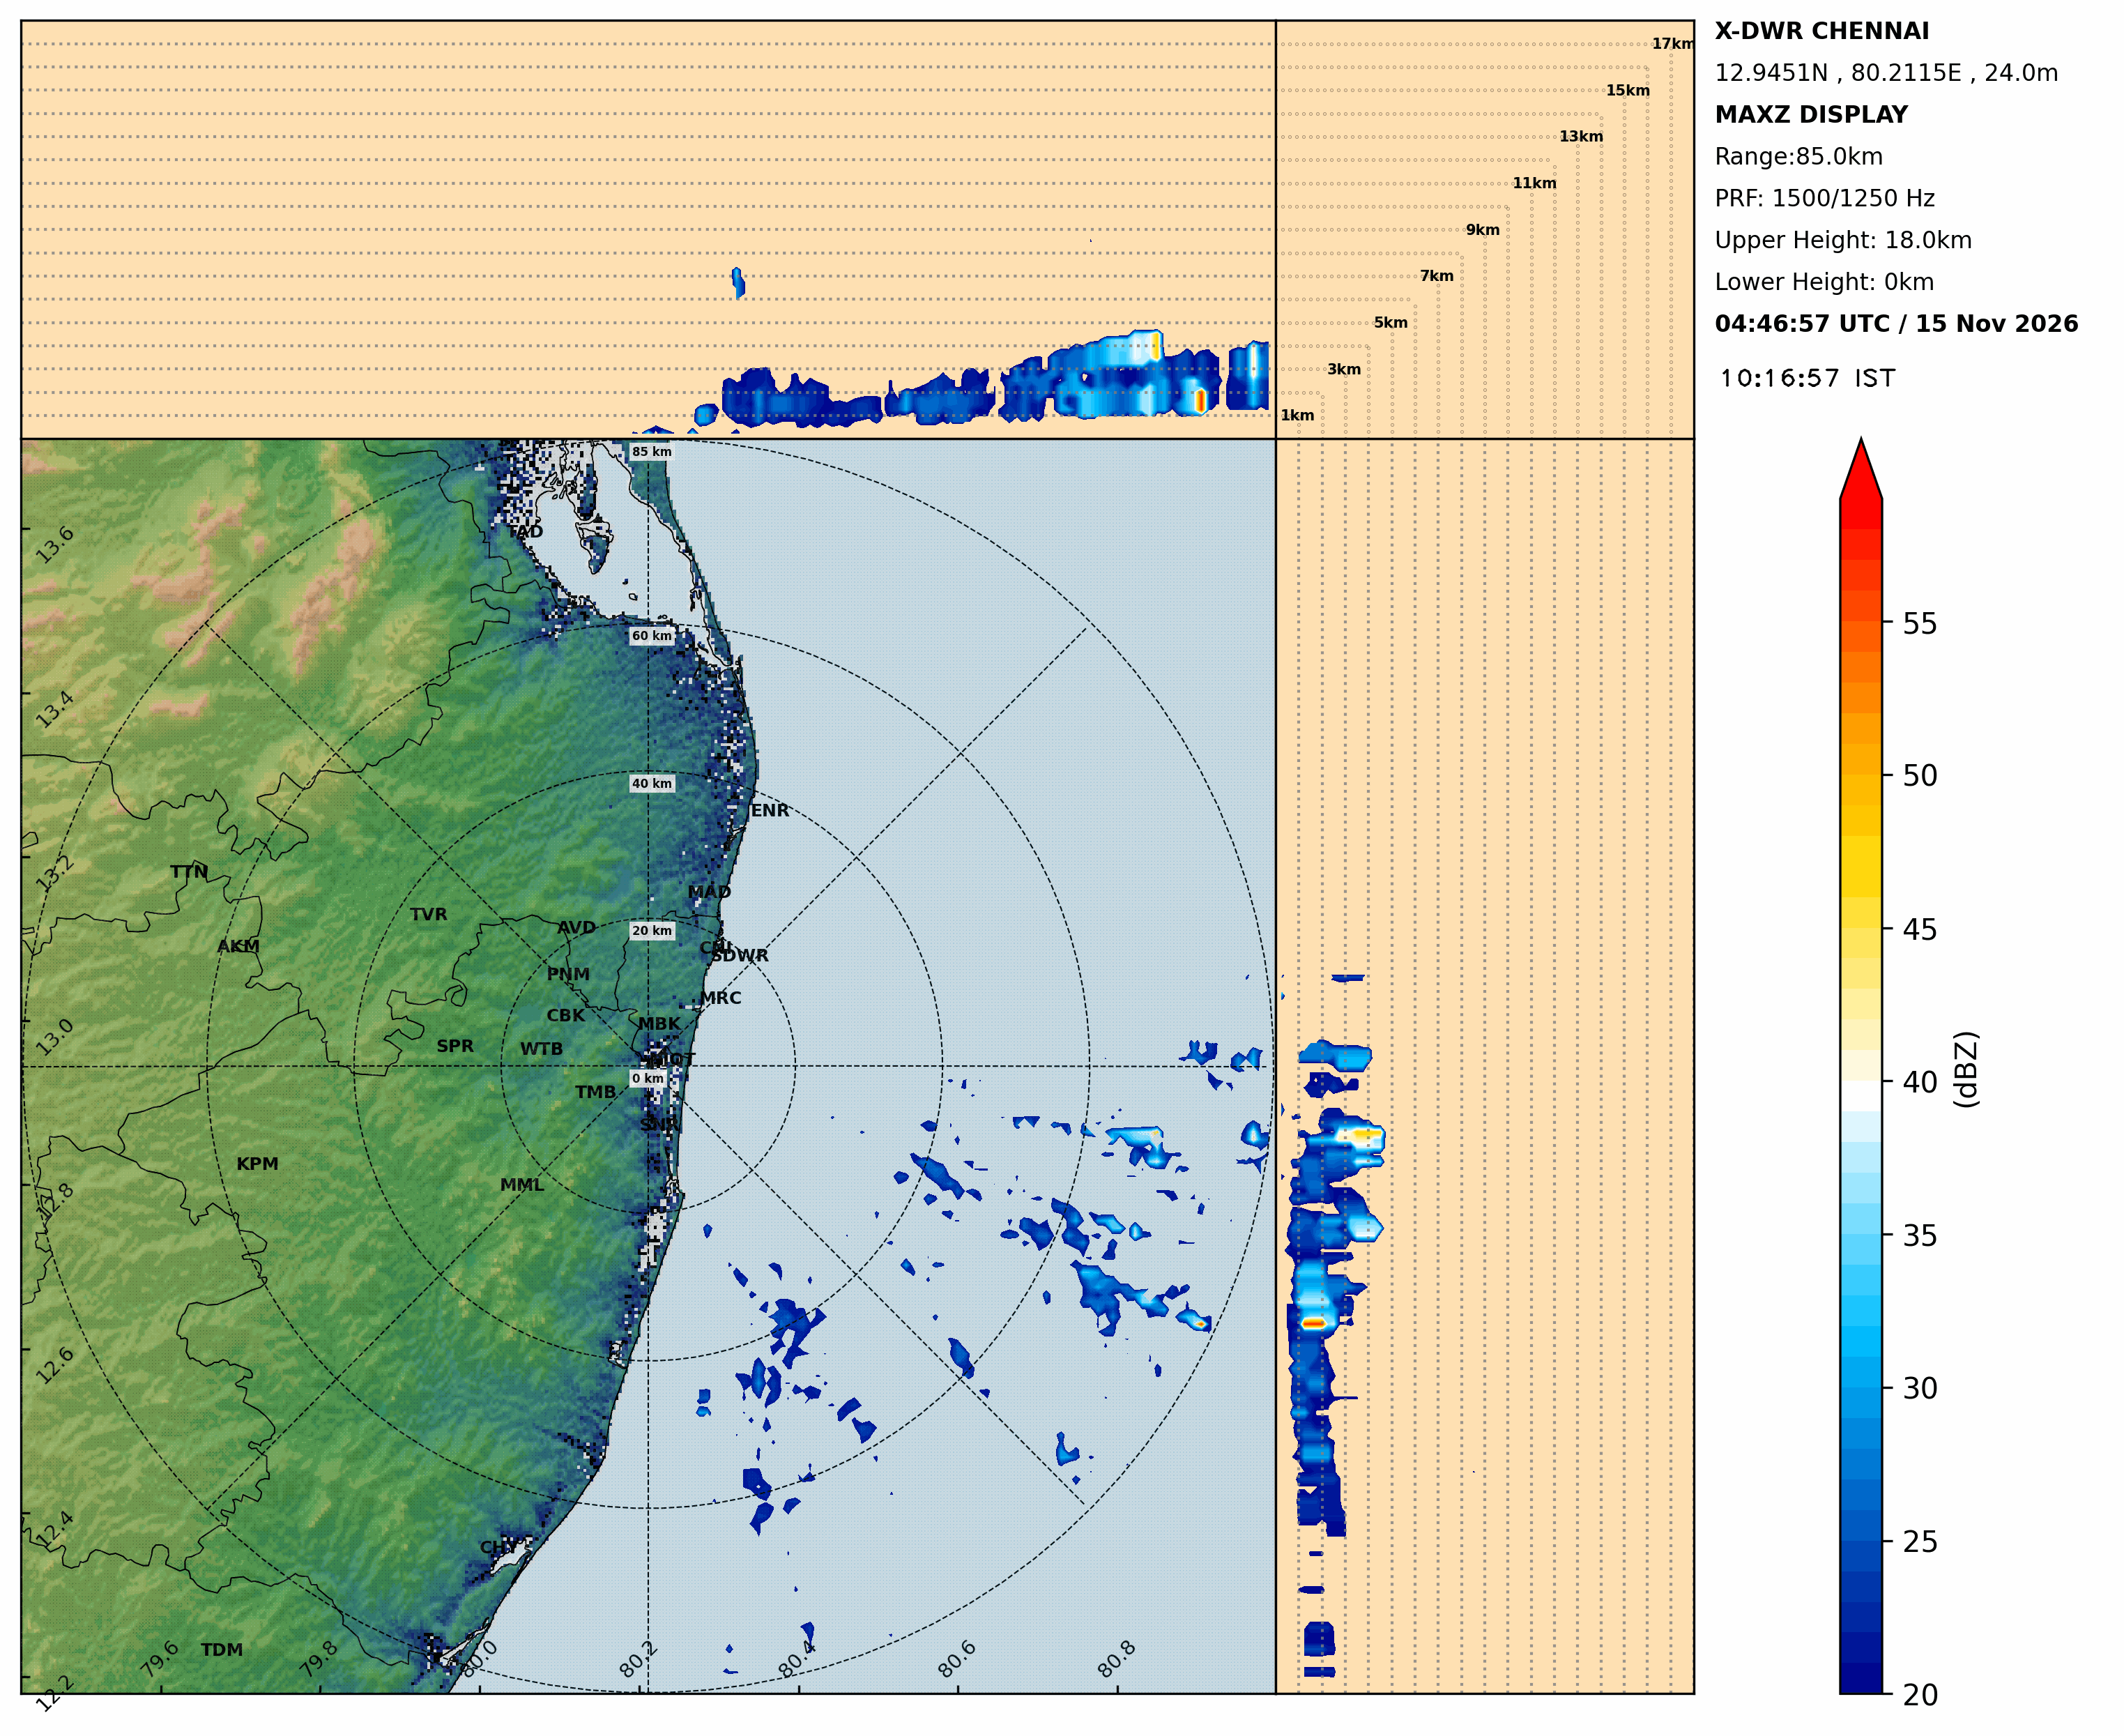 X-DWR CHENNAI
12.9451N , 80.2115E , 24.0m
MAXZ DISPLAY
Range:85.0km
PRF: 1500/1250 Hz
Upper Height: 18.0km
Lower Height: 0km
04:46:57 UTC / 15 Nov 2026
10:16:57 IST
17km
15km
13km
11km
9km
7km
5km
3km
1km
85 km
TAD
13.6
60 km
13.4
40 km
ENR
13.2
TTN
MAD
TVR
AVD
20 km
AKM
SDWR
PNM
MRC
CBK
MBK
13.0
SPR
WTB
0 km
TMB
SNR
KPM
MML
12.8
12.6
12.4
CHY
TDM
12.2
79.6
79.8
80.0
80.2
80.4
80.6
80.8
55
50
45
40
35
30
25
20
(dBZ)